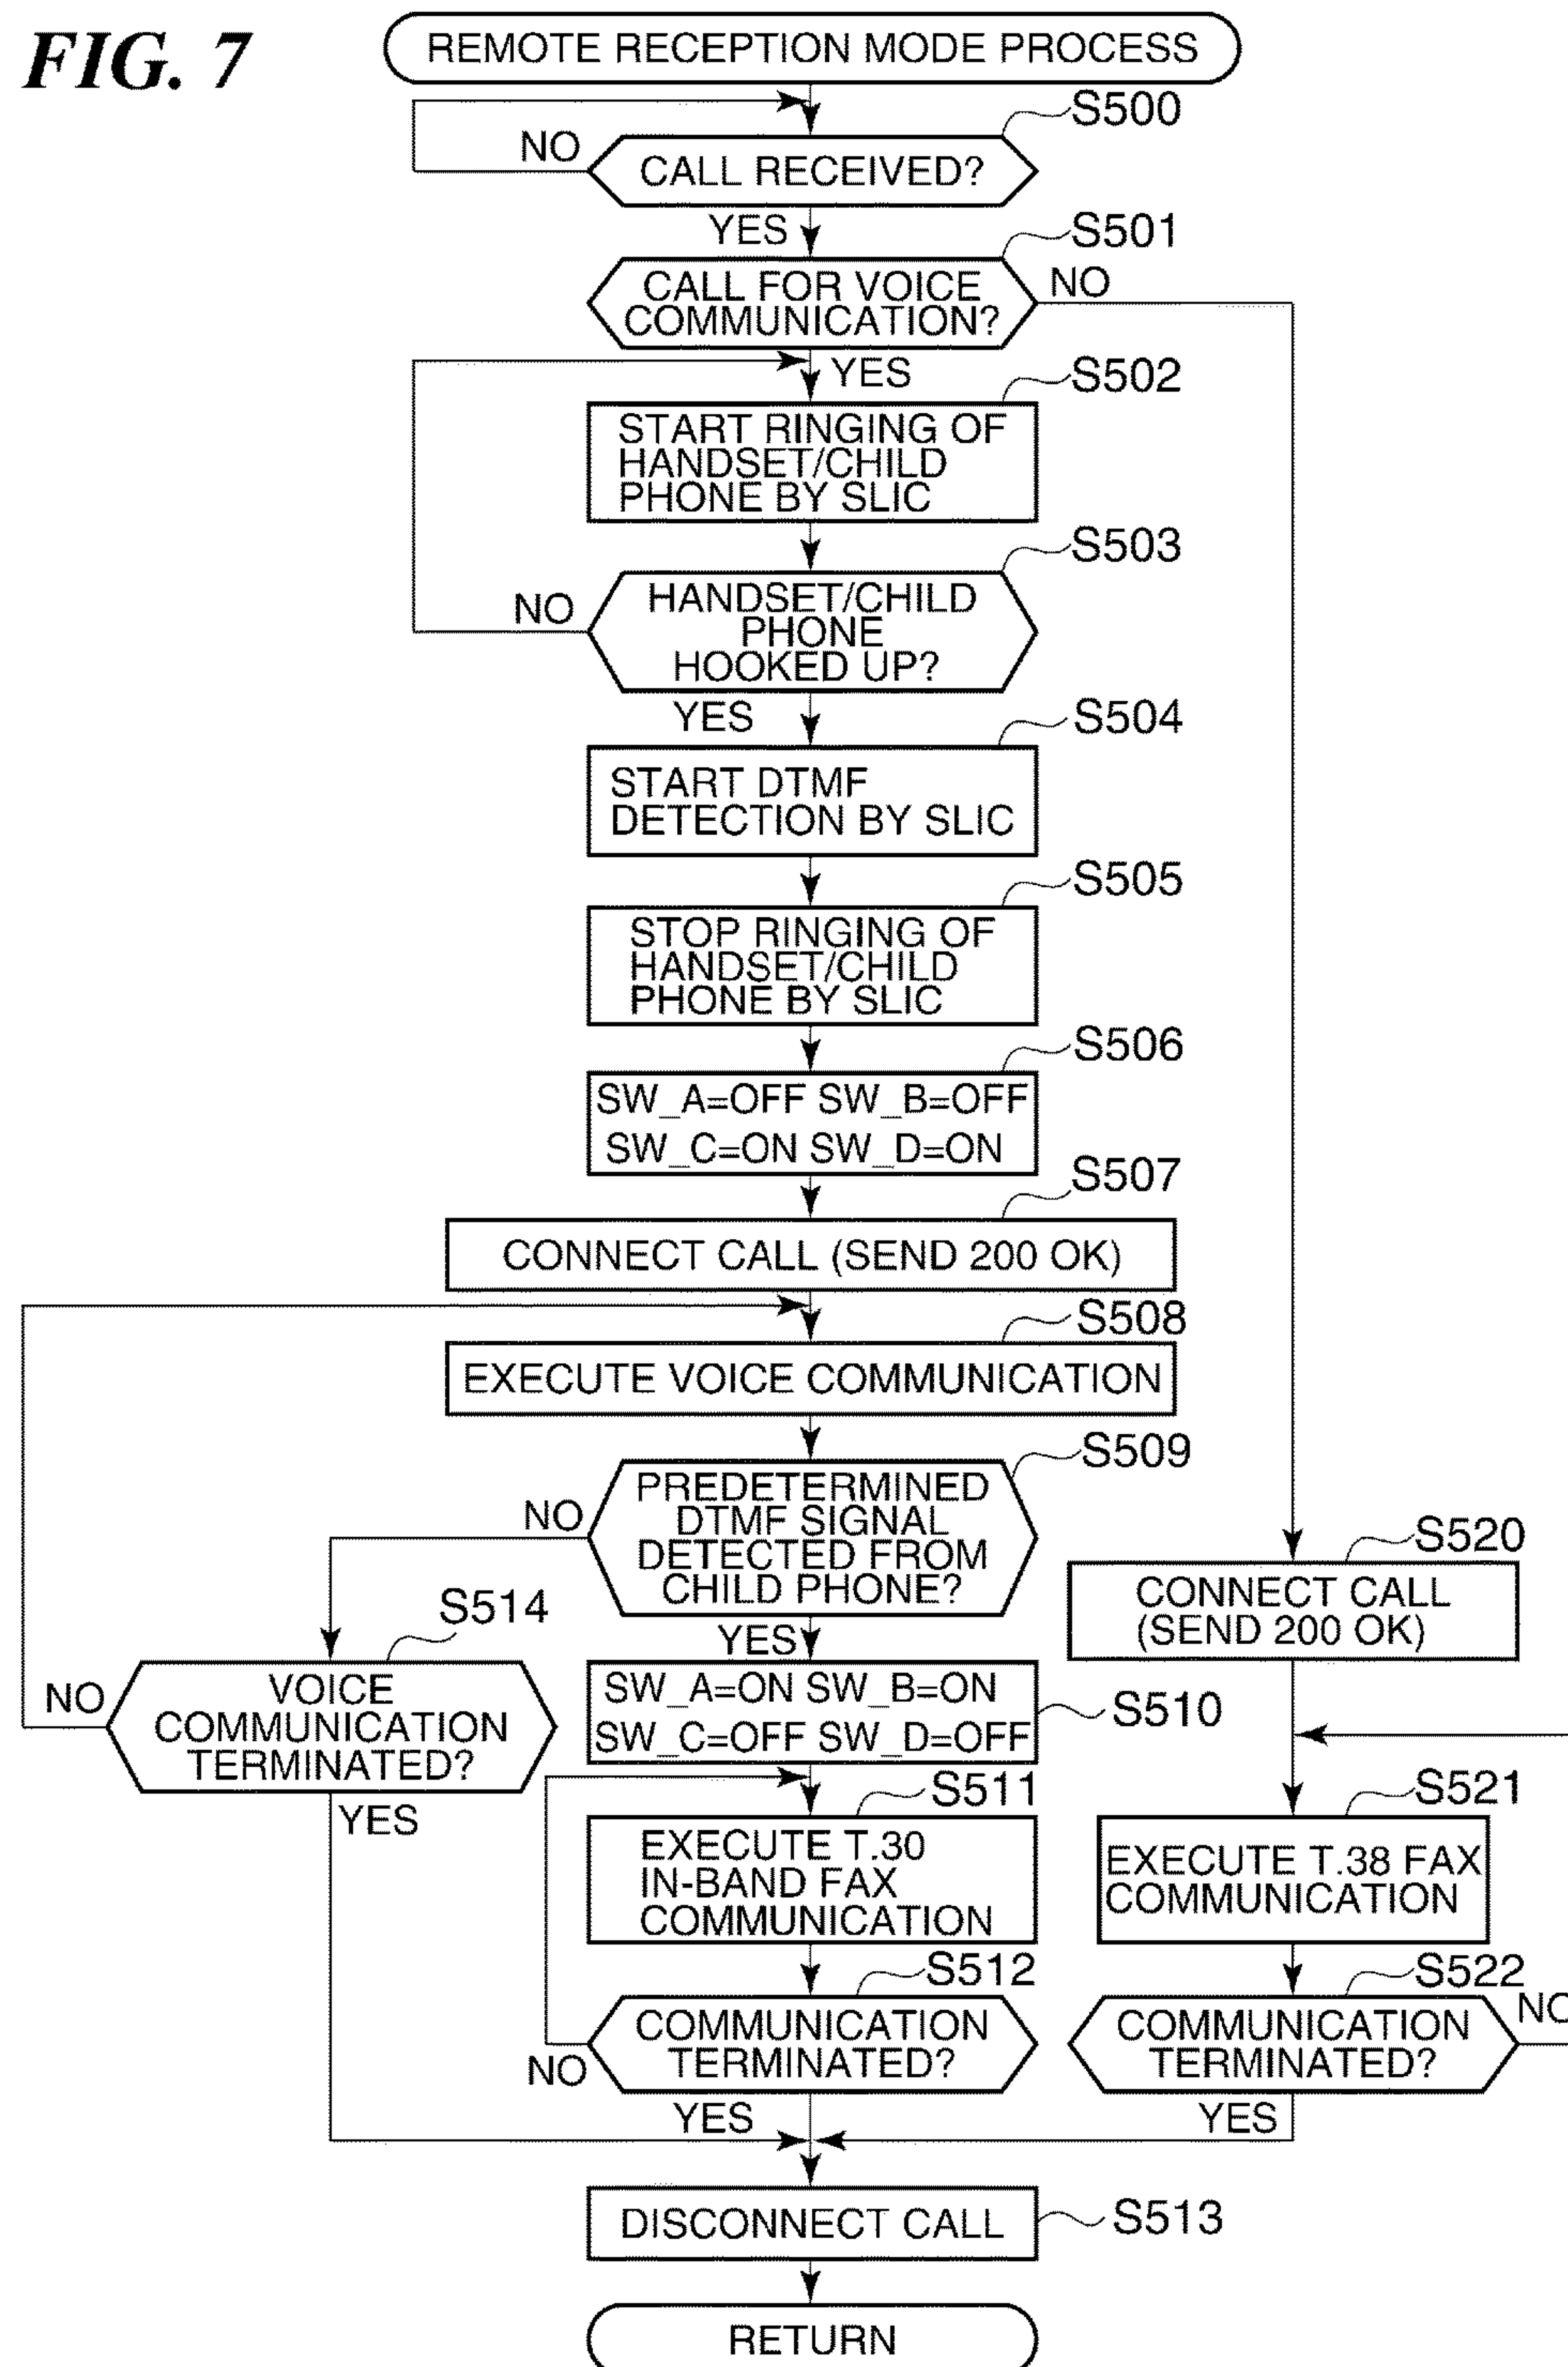 FIG. 7
REMOTE RECEPTION MODE PROCESS
S500
NO
CALL RECEIVED?
YES
S501
CALL FOR VOICE
COMMUNICATION?
NO
YES
S502
START RINGING OF
HANDSET/CHILD
PHONE BY SLIC
S503
NO
HANDSET/CHILD
PHONE
HOOKED UP?
YES
S504
START DTMF
DETECTION BY SLIC
S505
STOP RINGING OF
HANDSET/CHILD
PHONE BY SLIC
S506
SW_A=OFF SW_B=OFF
SW_C=ON SW_D=ON
S507
CONNECT CALL (SEND 200 OK)
S508
EXECUTE VOICE COMMUNICATION
S509
NO
PREDETERMINED
DTMF SIGNAL
DETECTED FROM
CHILD PHONE?
YES
S514
NO
VOICE
COMMUNICATION
TERMINATED?
YES
SW_A=ON SW_B=ON
SW_C=OFF SW_D=OFF
S510
S511
EXECUTE T.30
IN-BAND FAX
COMMUNICATION
S512
COMMUNICATION
TERMINATED?
NO
YES
S520
CONNECT CALL
(SEND 200 OK)
S521
EXECUTE T.38 FAX
COMMUNICATION
S522
NO
COMMUNICATION
TERMINATED?
YES
DISCONNECT CALL
S513
RETURN